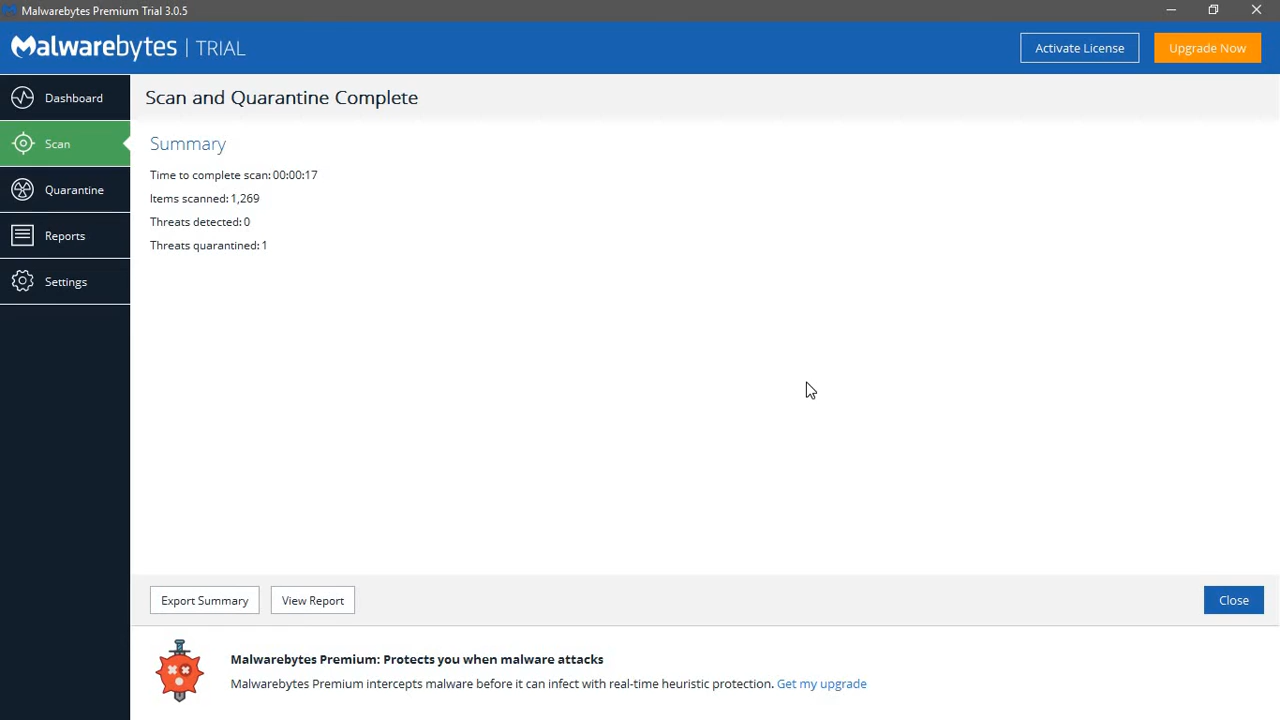 Malwarebytes Premium Trial 3.0.5
Malwarebytes | TRIAL
Activate License
Upgrade Now
Dashboard
Scan
Quarantine
Reports
Settings
Scan and Quarantine Complete
Summary
Time to complete scan: 00:00:17
Items scanned: 1,269
Threats detected: 0
Threats quarantined: 1
Export Summary
View Report
Close
Malwarebytes Premium: Protects you when malware attacks
Malwarebytes Premium intercepts malware before it can infect with real-time heuristic protection. Get my upgrade